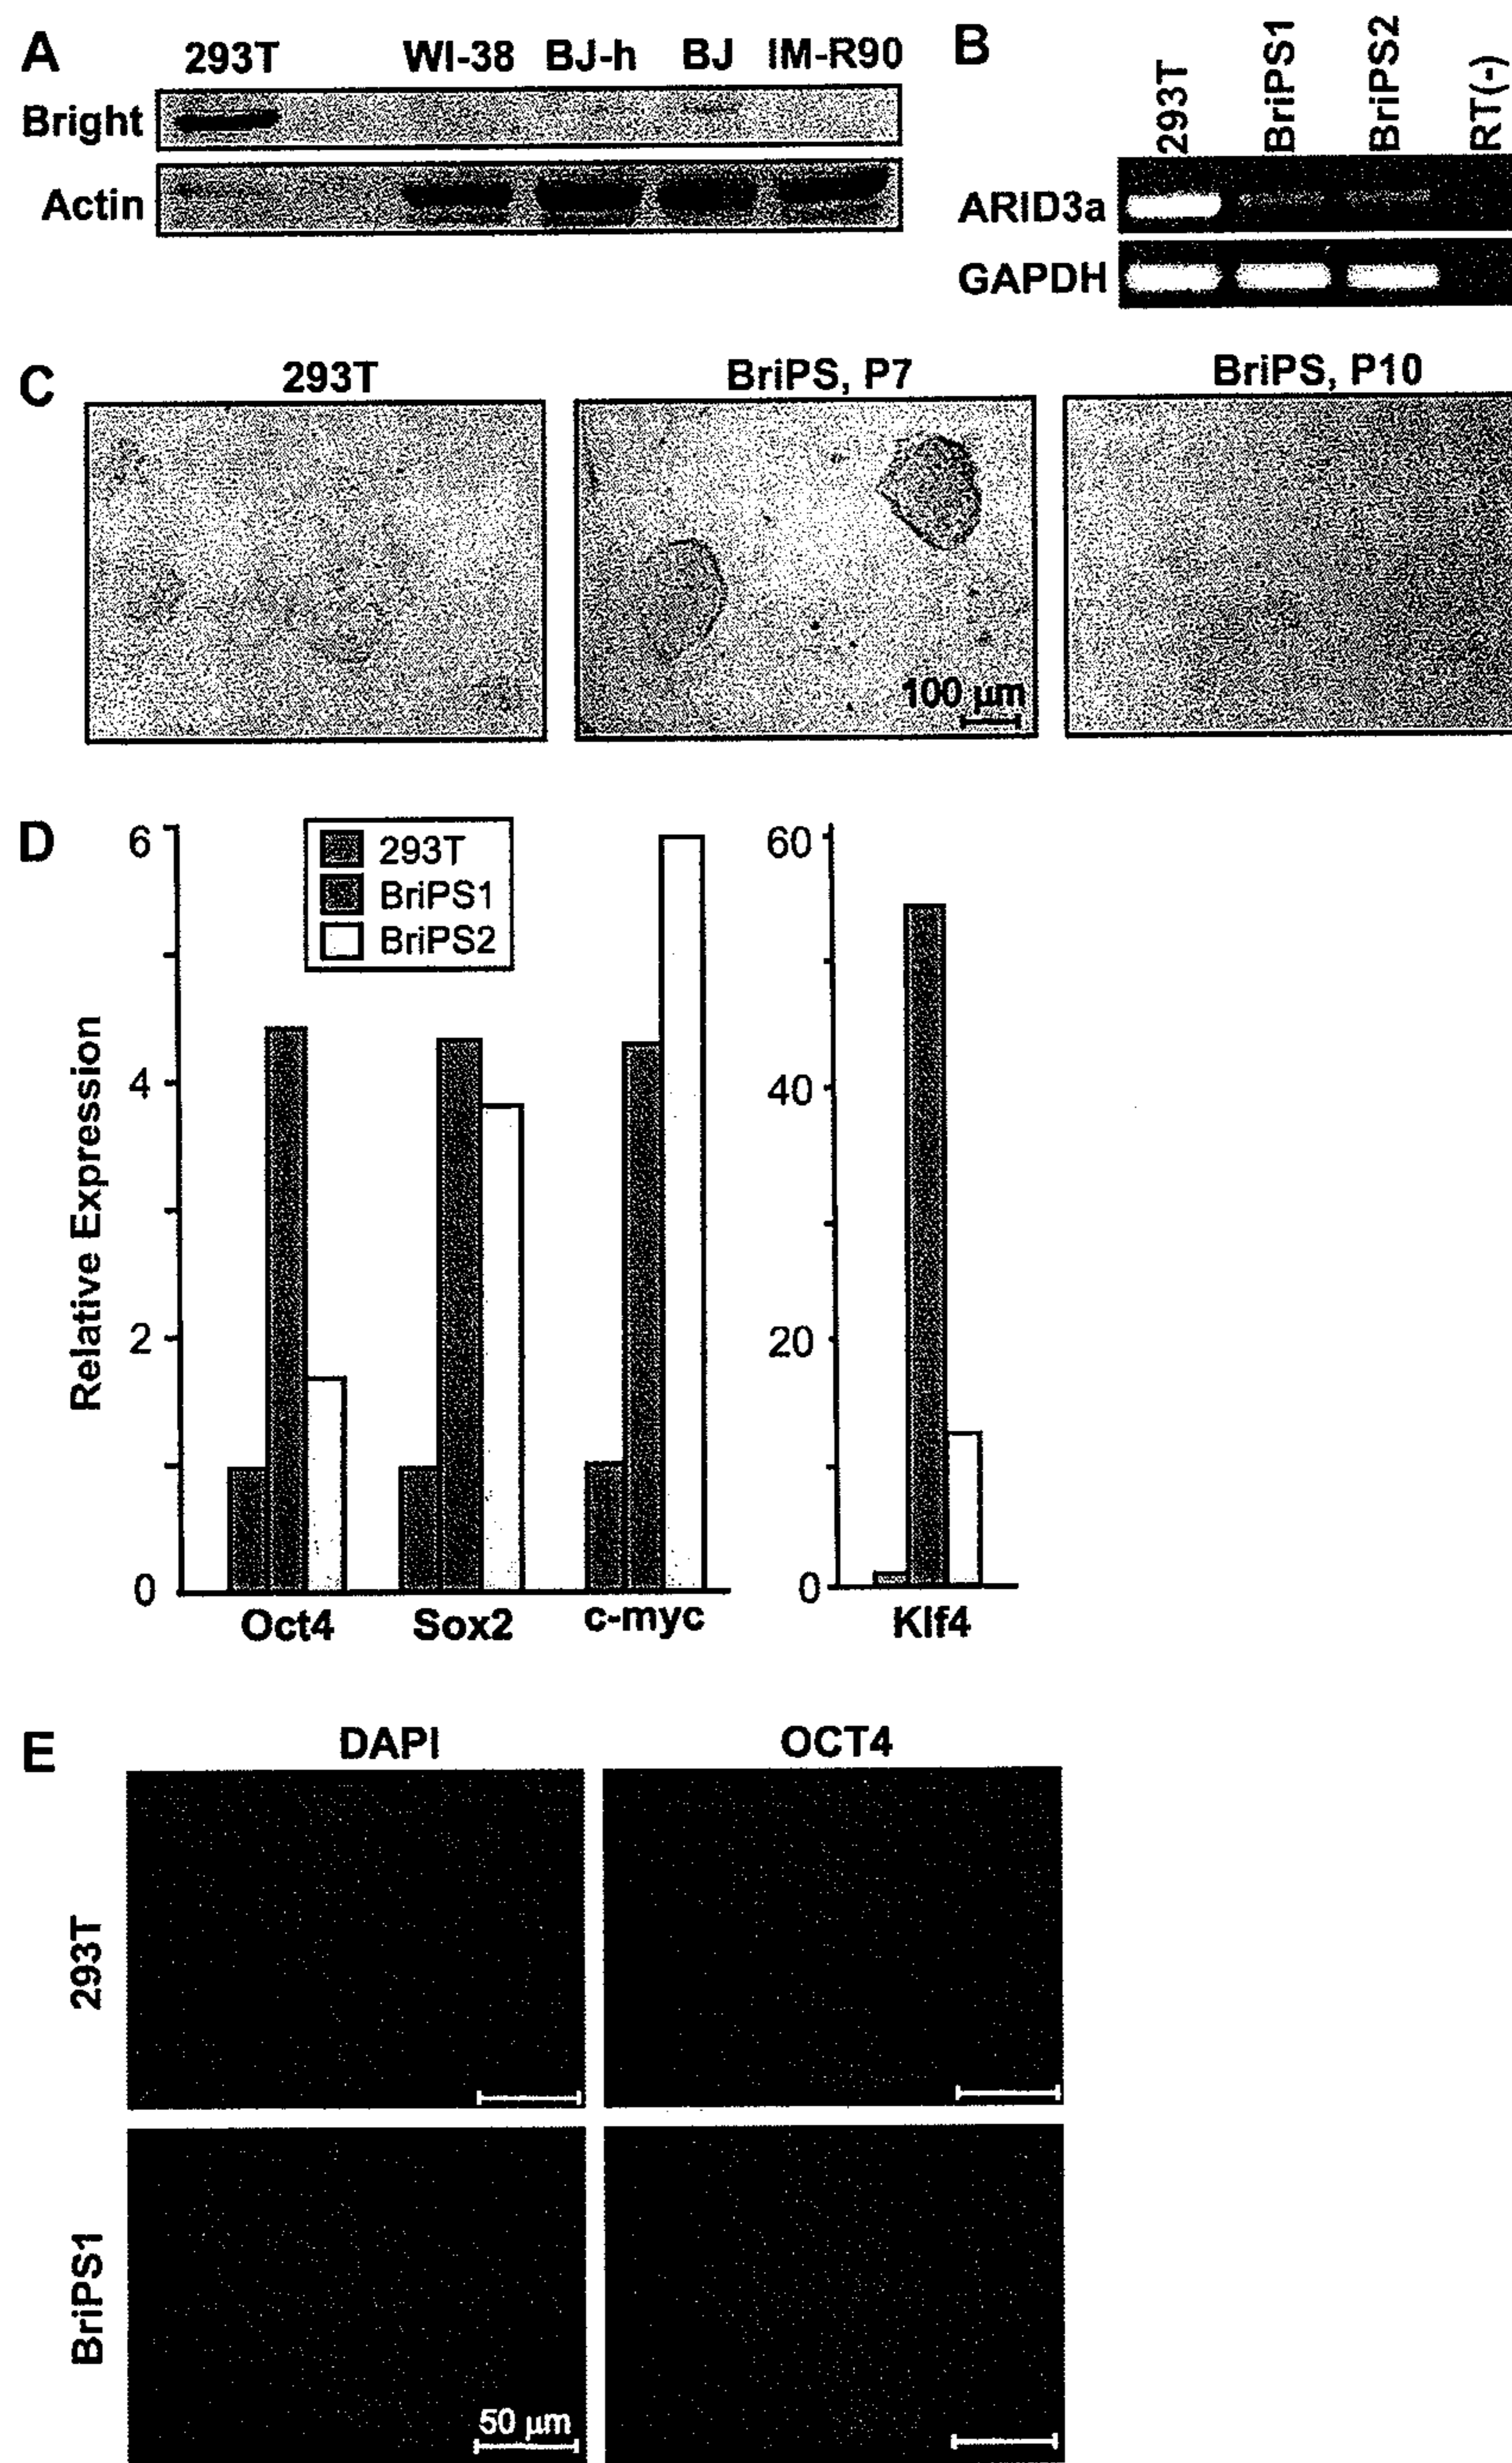 A
293T WI-38 BJ-h BJ IM-R90
Bright
Actin
B
293T BriPS1 BriPS2 RT(-)
ARID3a
GAPDH
C
293T BriPS, P7 BriPS, P10
100 µm
D
6
4
2
0
Relative Expression
293T
BriPS1
BriPS2
Oct4 Sox2 c-myc
60
40
20
0
Klf4
E
DAPI OCT4
293T
BriPS1
50 µm